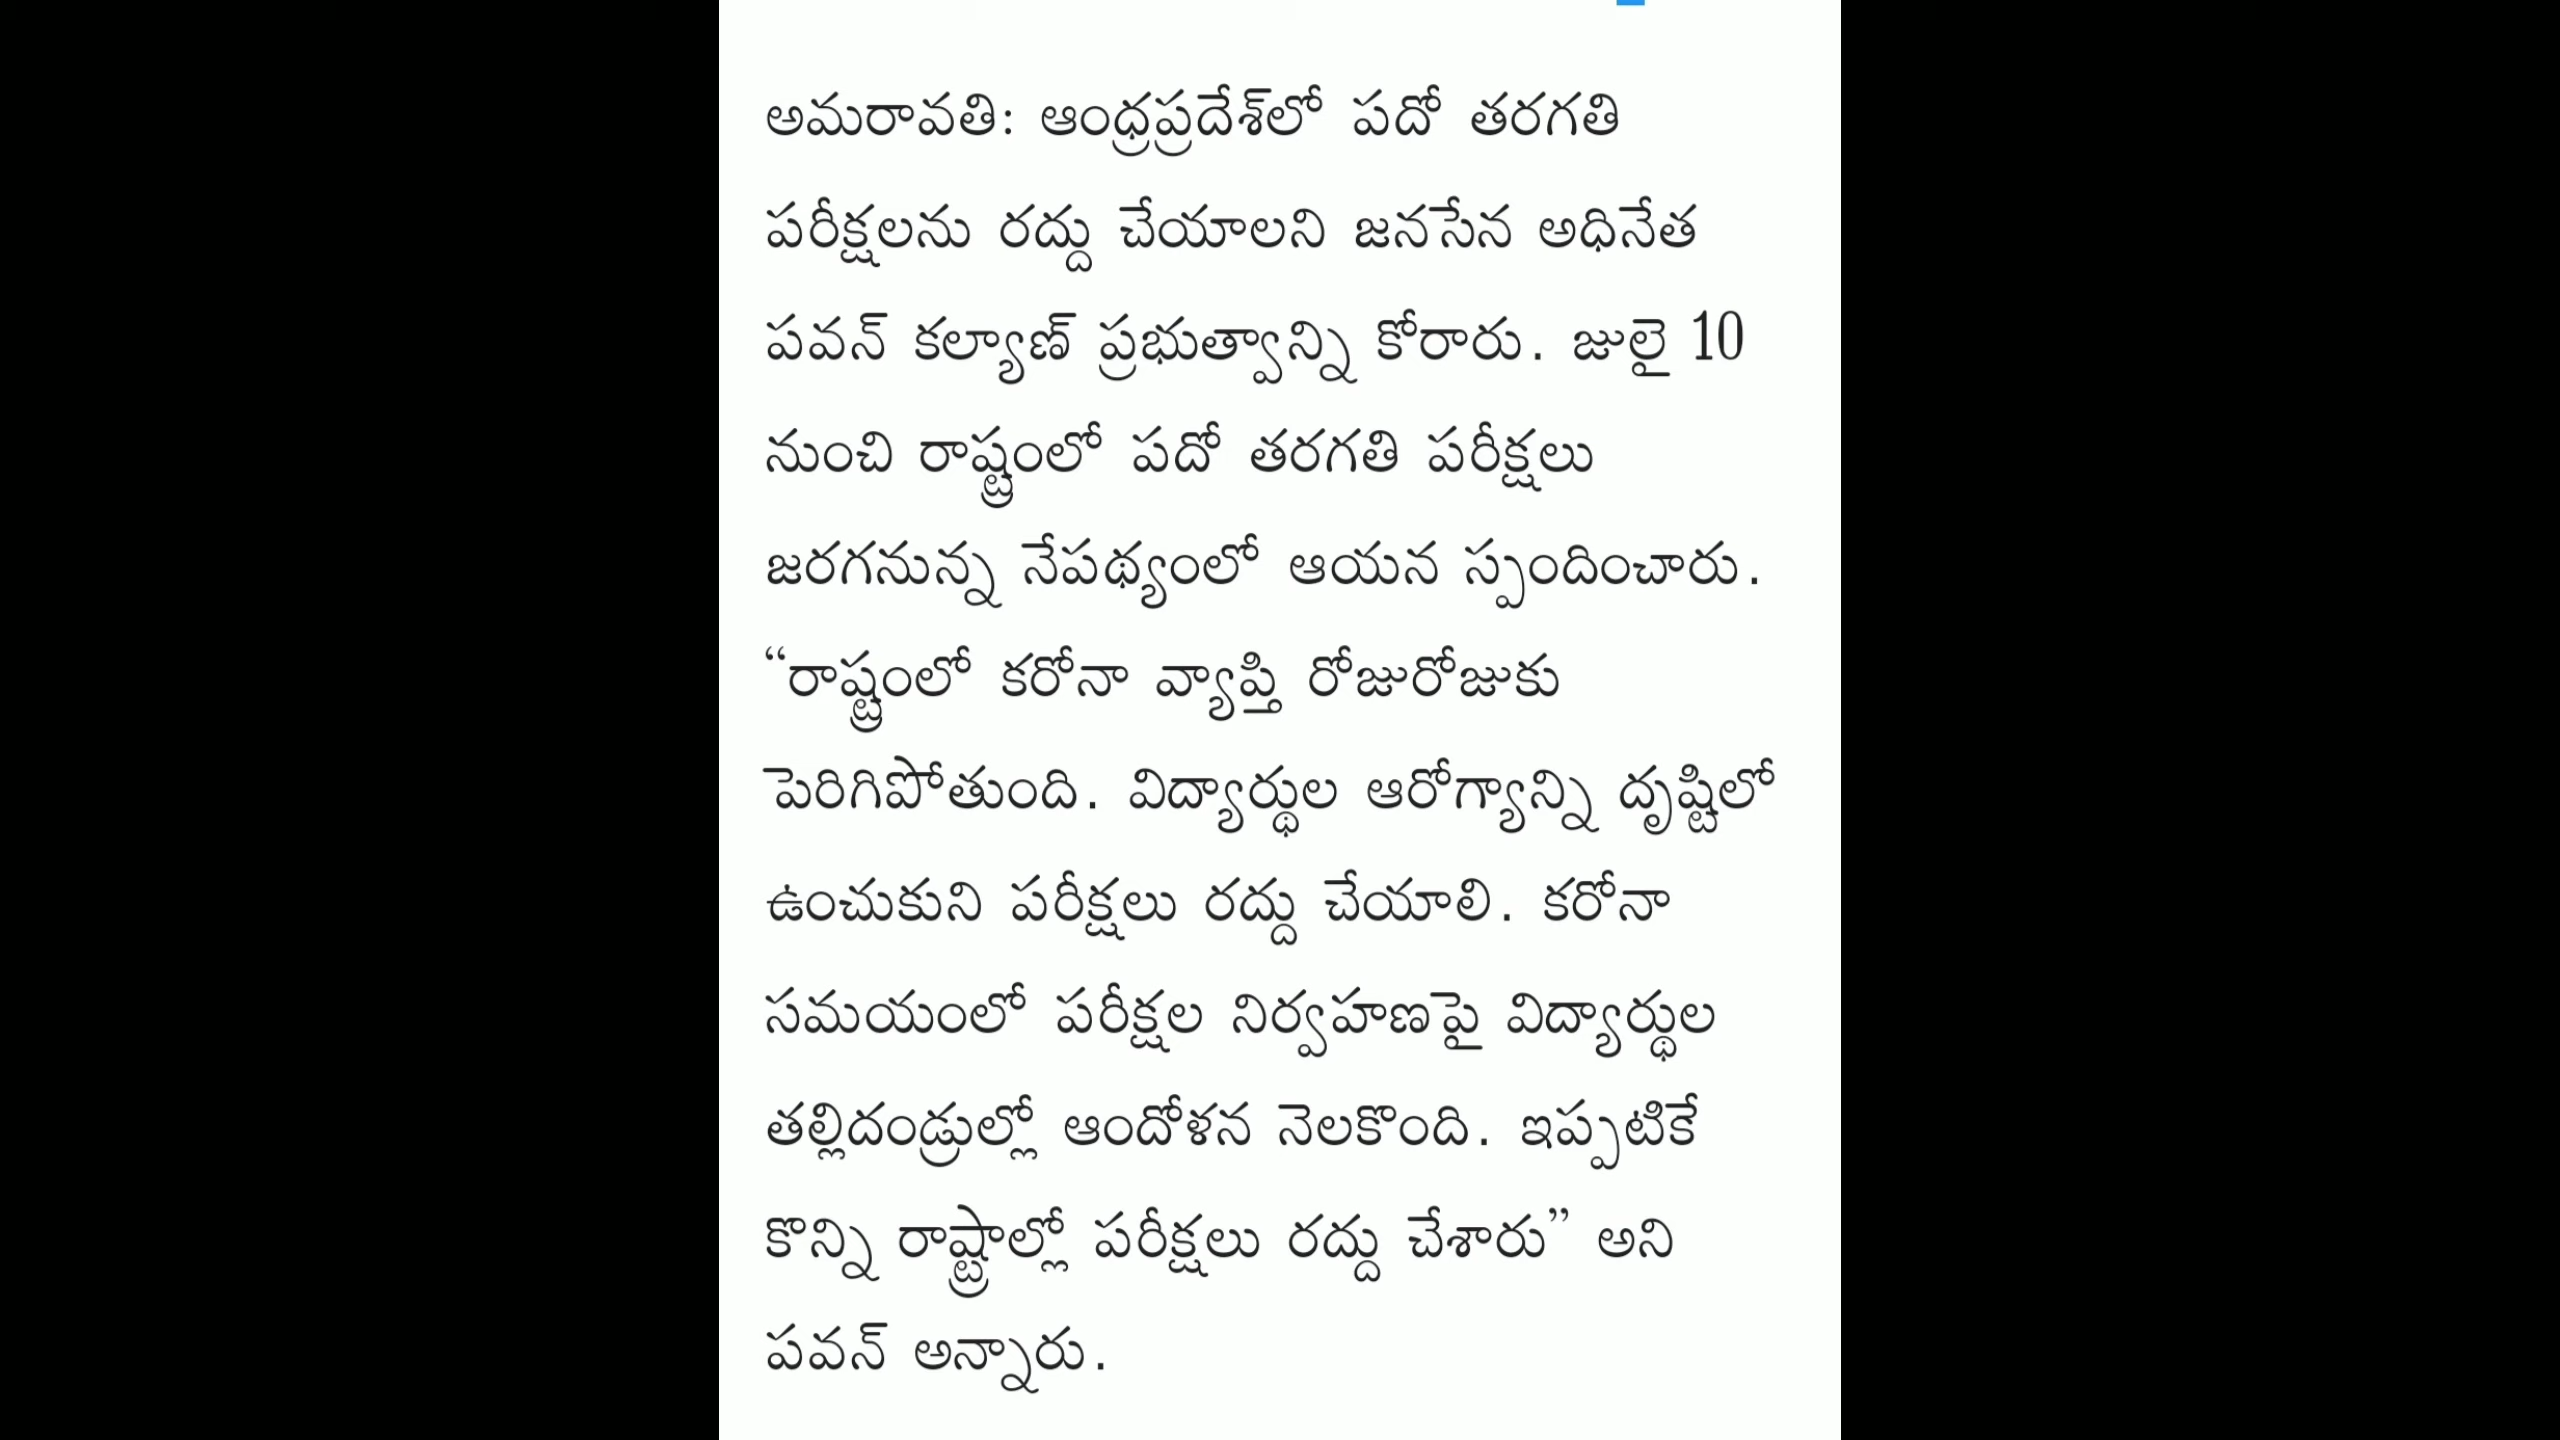 అమరావతి: ఆంధ్రప్రదేశ్‌లో పదో తరగతి
పరీక్షలను రద్దు చేయాలని జనసేన అధినేత
పవన్ కల్యాణ్ ప్రభుత్వాన్ని కోరారు. జులై 10
నుంచి రాష్ట్రంలో పదో తరగతి పరీక్షలు
జరగనున్న నేపథ్యంలో ఆయన స్పందించారు.
“రాష్ట్రంలో కరోనా వ్యాప్తి రోజురోజుకు
పెరిగిపోతుంది. విద్యార్థుల ఆరోగ్యాన్ని దృష్టిలో
ఉంచుకుని పరీక్షలు రద్దు చేయాలి. కరోనా
సమయంలో పరీక్షల నిర్వహణపై విద్యార్థుల
తల్లిదండ్రుల్లో ఆందోళన నెలకొంది. ఇప్పటికే
కొన్ని రాష్ట్రాల్లో పరీక్షలు రద్దు చేశారు” అని
పవన్ అన్నారు.